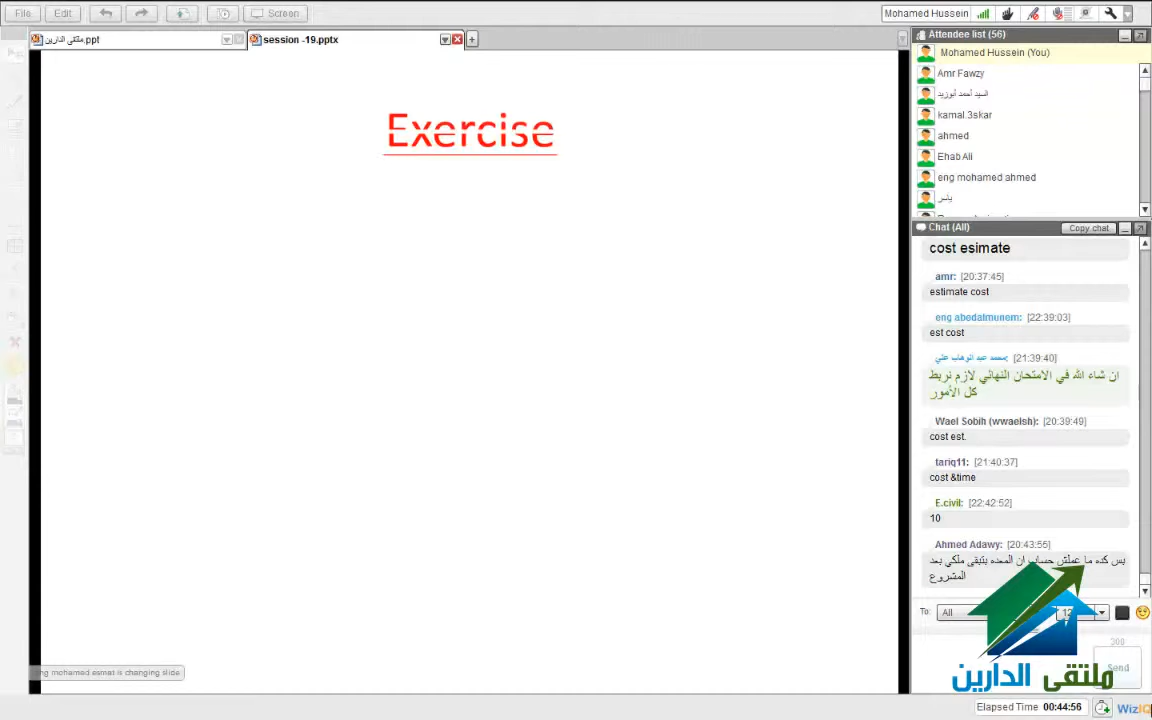 File
Edit
Screen
Mohamed Hussein
ملتقى الدارين.ppt
session -19.pptx
Exercise
Attendee list (56)
Mohamed Hussein (You)
Amr Fawzy
السيد أحمد أبوزيد
kamal.3skar
ahmed
Ehab Ali
eng mohamed ahmed
ياسر
Chat (All)
Copy chat
cost esimate
amr: [20:37:45]
estimate cost
eng abedalmunem: [22:39:03]
est cost
محمد عبد الوهاب علي: [21:39:40]
ان شاء الله في الامتحان النهائي لازم نربط
كل الأمور
Wael Sobih (wwaelsh): [20:39:49]
cost est.
tariq11: [21:40:37]
cost &time
E.civil: [22:42:52]
10
Ahmed Adawy: [20:43:55]
بس كده ما عملش حساب ان المعده بتبقى ملكي بعد
المشروع
To:
All
12
300
Send
ملتقى الدارين
eng mohamed esmat is changing slide
Elapsed Time 00:44:56
WizIQ